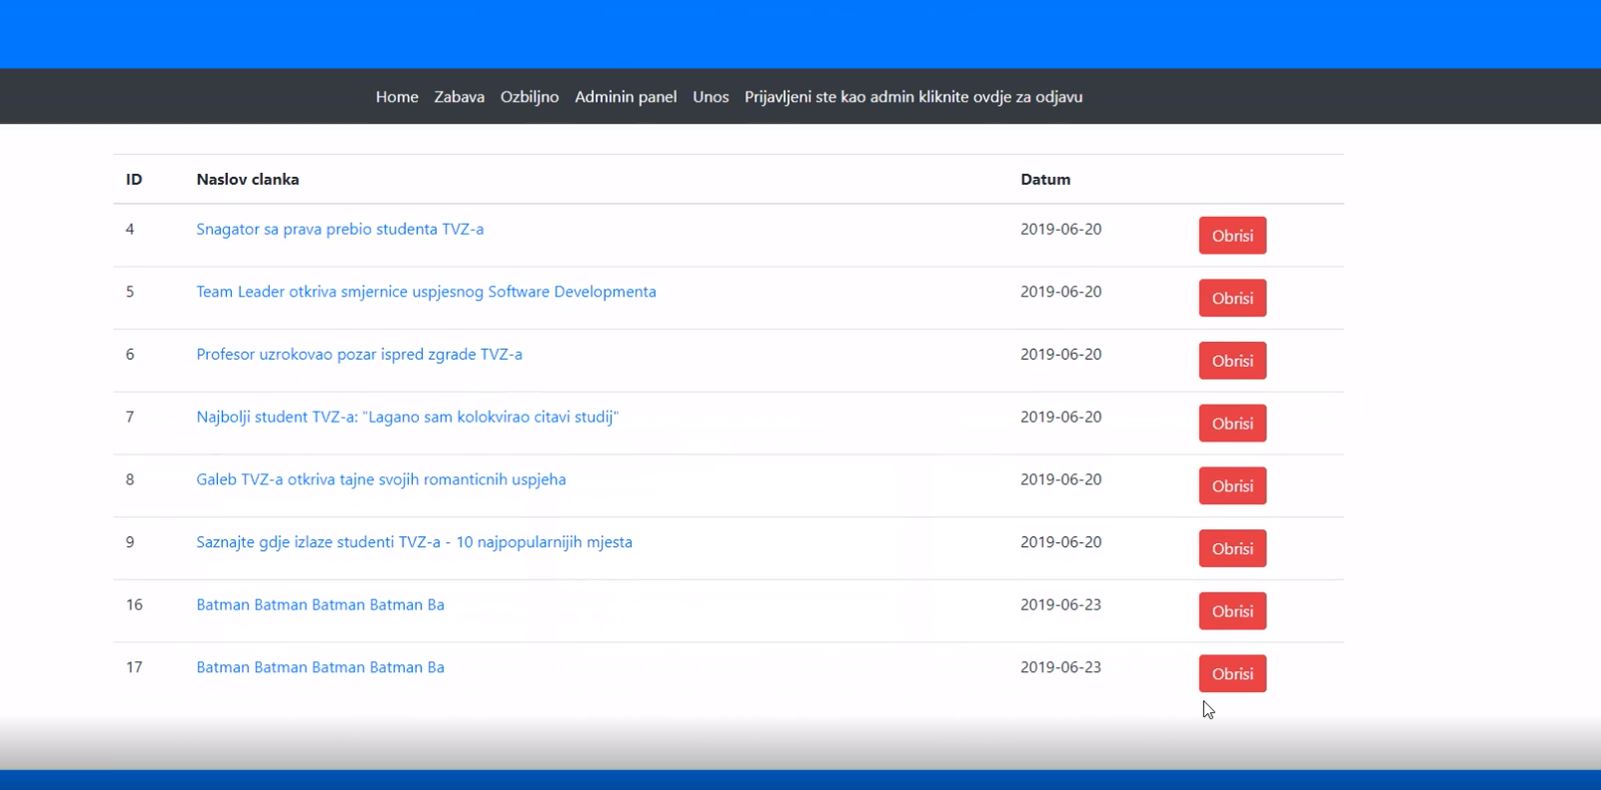 Home Zabava Ozbiljno Adminin panel Unos Prijavljeni ste kao admin kliknite ovdje za odjavu
ID Naslov clanka Datum
4 Snagator sa prava prebio studenta TVZ-a 2019-06-20 Obrisi
5 Team Leader otkriva smjernice uspjesnog Software Developmenta 2019-06-20 Obrisi
6 Profesor uzrokovao pozar ispred zgrade TVZ-a 2019-06-20 Obrisi
7 Najbolji student TVZ-a: "Lagano sam kolokvirao citavi studij" 2019-06-20 Obrisi
8 Galeb TVZ-a otkriva tajne svojih romanticnih uspjeha 2019-06-20 Obrisi
9 Saznajte gdje izlaze studenti TVZ-a - 10 najpopularnijih mjesta 2019-06-20 Obrisi
16 Batman Batman Batman Batman Ba 2019-06-23 Obrisi
17 Batman Batman Batman Batman Ba 2019-06-23 Obrisi